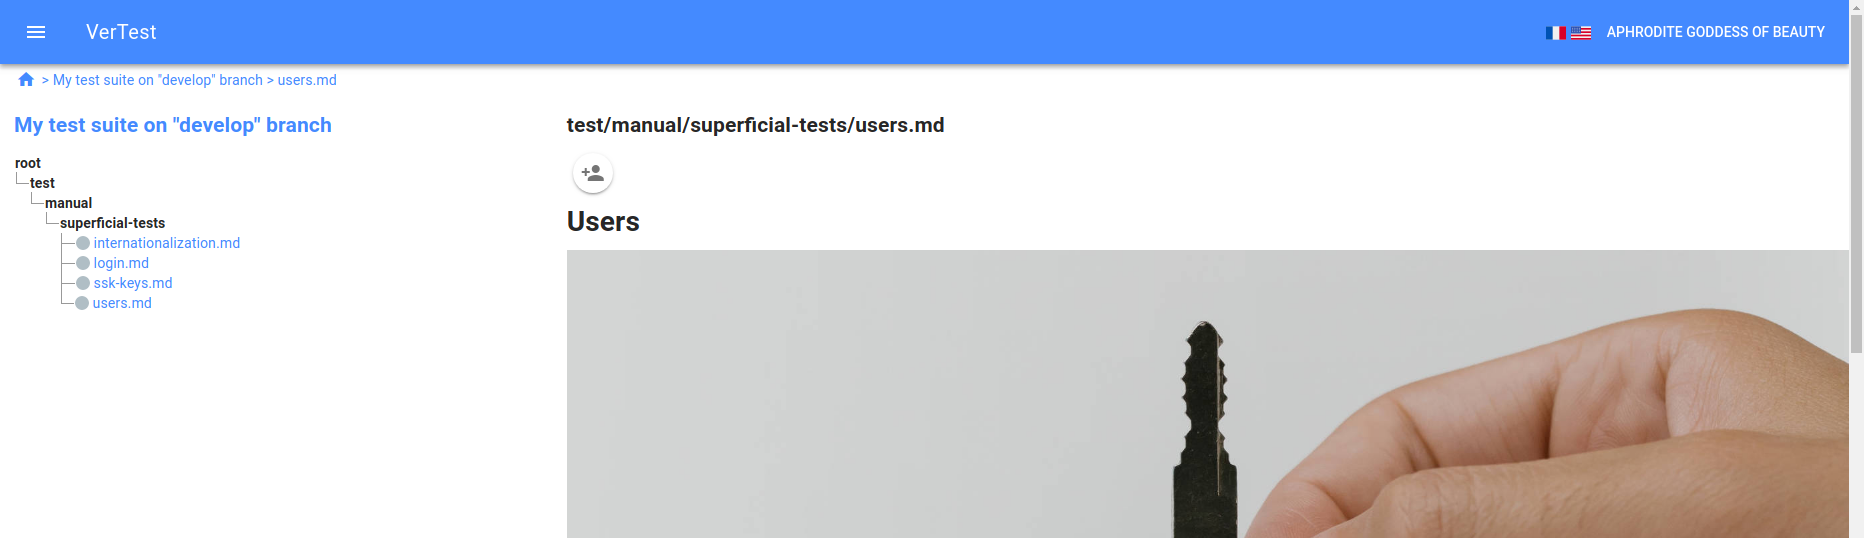 VerTest
APHRODITE GODDESS OF BEAUTY
> My test suite on "develop" branch > users.md
My test suite on "develop" branch
root
test
manual
superficial-tests
internationalization.md
login.md
ssk-keys.md
users.md
test/manual/superficial-tests/users.md
Users